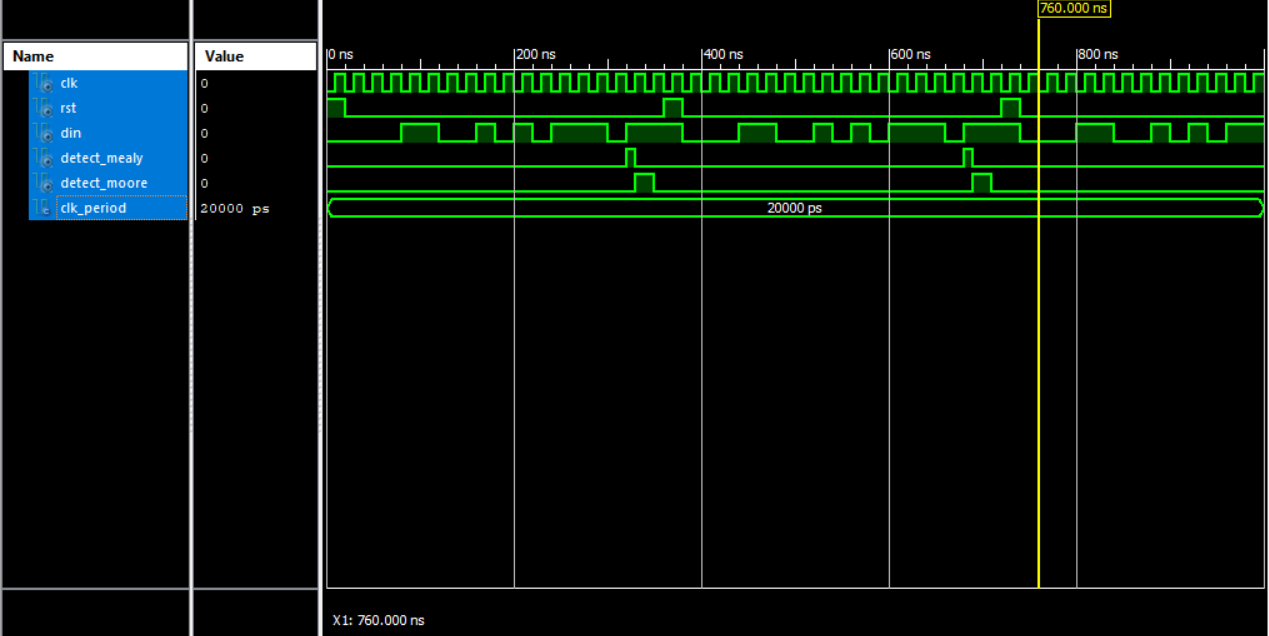 760.000 ns
Name Value
0 ns 200 ns 400 ns 600 ns 800 ns
clk 0
rst 0
din 0
detect_mealy 0
detect_moore 0
clk_period 20000 ps 20000 ps
X1: 760.000 ns